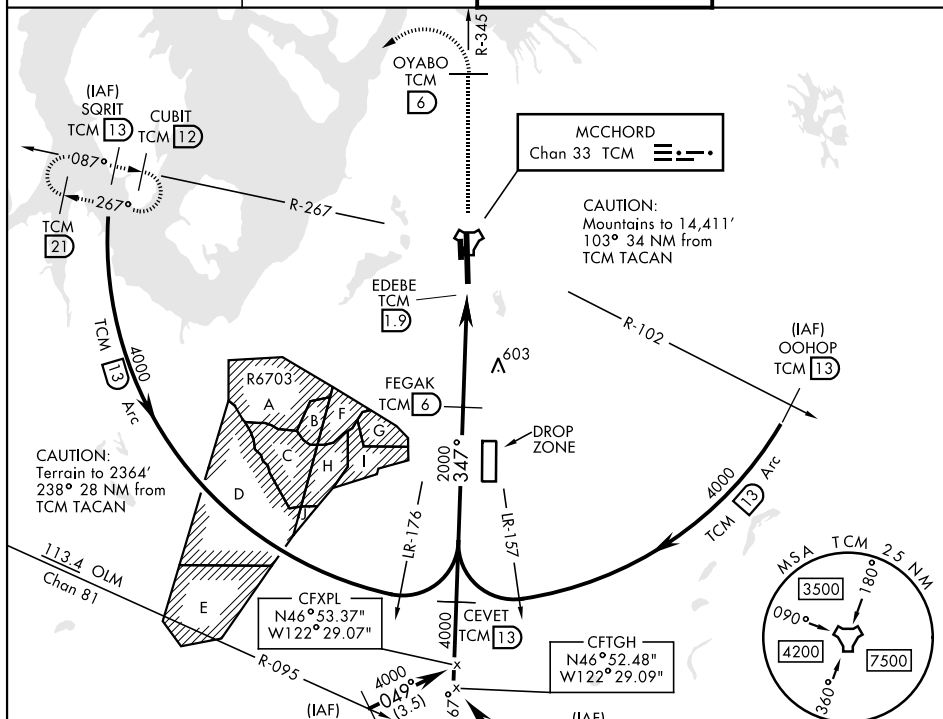 R-345
OYABO
TCM
6
(IAF)
SQRIT
TCM 13
CUBIT
TCM 12
087°
267°
TCM
21
R-267
MCCHORD
Chan 33 TCM
CAUTION:
Mountains to 14,411'
103° 34 NM from
TCM TACAN
EDEBE
TCM
1.9
R-102
(IAF)
OOHOP
TCM 13
603
4000
TCM 13 Arc
R6703
A
B
F
G
C
H
I
D
J
E
FEGAK
TCM 6
DROP
ZONE
2000
347°
4000
TCM 13 Arc
CAUTION:
Terrain to 2364'
238° 28 NM from
TCM TACAN
LR-176
LR-157
113.4 OLM
Chan 81
R-095
CFXPL
N46° 53.37"
W122° 29.07"
4000
CEVET
TCM 13
CFTGH
N46° 52.48"
W122° 29.09"
4000
049°
(3.5)
(IAF)
67°
(IAF)
MSA TCM 25 NM
3500
180°
090°
4200
7500
360°